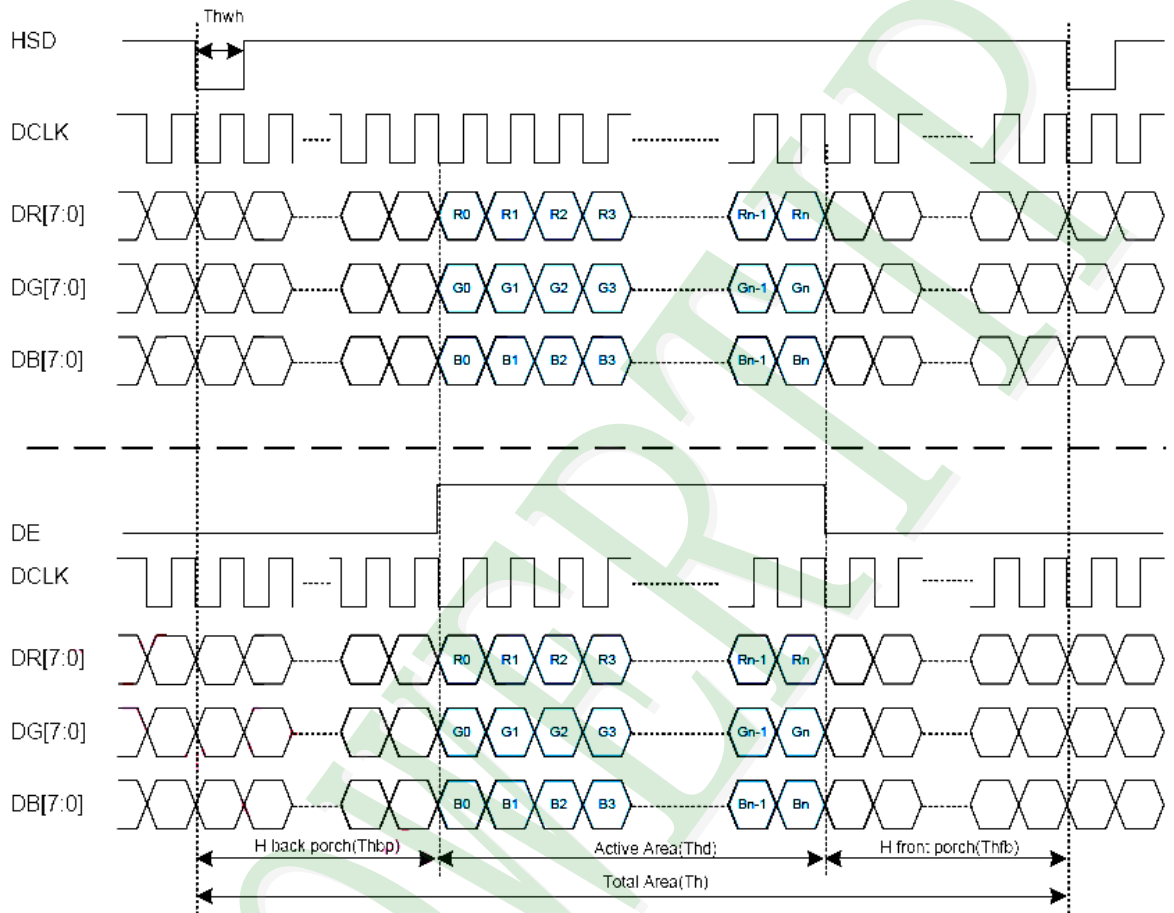 Thwh
HSD
DCLK
DR[7:0] R0 R1 R2 R3 Rn-1 Rn
DG[7:0] G0 G1 G2 G3 Gn-1 Gn
DB[7:0] B0 B1 B2 B3 Bn-1 Bn
DE
DCLK
DR[7:0] R0 R1 R2 R3 Rn-1 Rn
DG[7:0] G0 G1 G2 G3 Gn-1 Gn
DB[7:0] B0 B1 B2 B3 Bn-1 Bn
H back porch(Thbp) Active Area(Thd) H front porch(Thfb)
Total Area(Th)